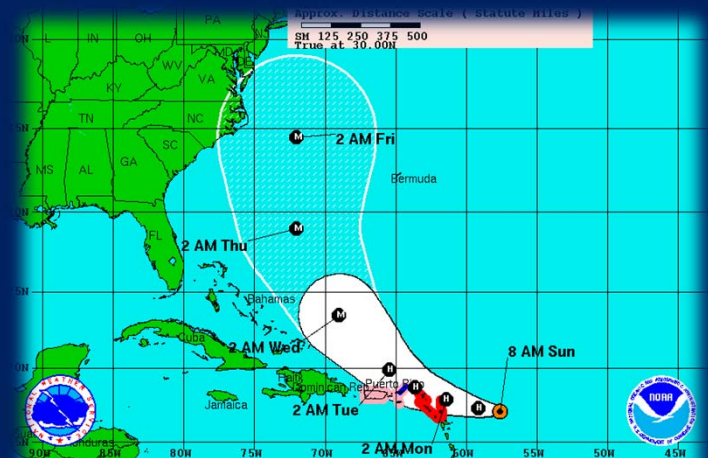 Approx. Distance Scale ( Statute Miles )
SM 125 250 375 500
True at 30.00N
PA
NJ
IN
OH
MD
DE
WV
VA
KY
TN
NC
SC
MS
AL
GA
FL
M
2 AM Fri
Bermuda
M
2 AM Thu
Bahamas
M
2 AM Wed
8 AM Sun
Cuba
H
Haiti
Dominican Rep
Puerto Rico
H
H
H
Jamaica
2 AM Tue
2 AM Mon
Honduras
NOAA
90W
85W
80W
75W
70W
65W
60W
55W
50W
45W